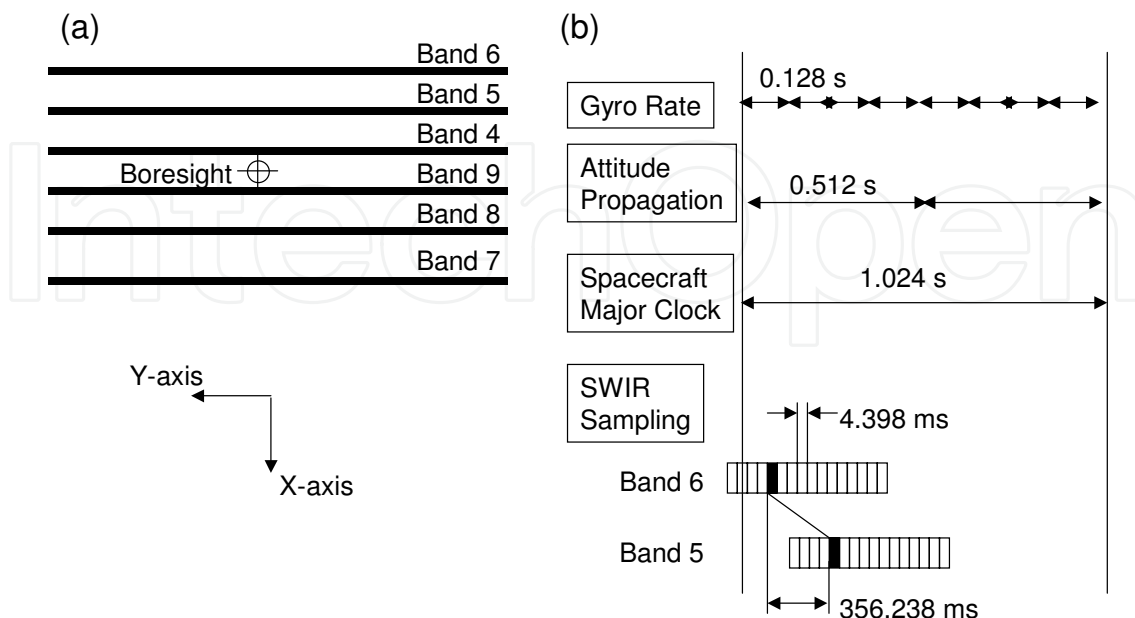 (a)
Band 6
Band 5
Band 4
Boresight
Band 9
Band 8
Band 7
Y-axis
X-axis
(b)
0.128 s
Gyro Rate
Attitude
Propagation
0.512 s
Spacecraft
Major Clock
1.024 s
SWIR
Sampling
4.398 ms
Band 6
Band 5
356.238 ms
IntechOpen